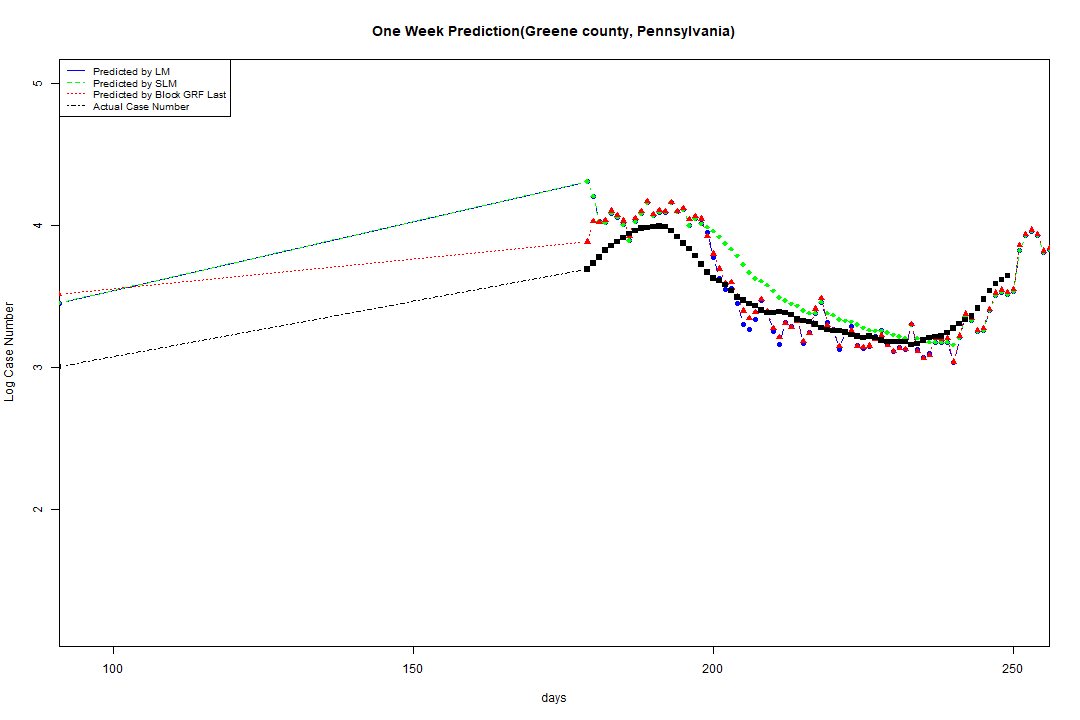 One Week Prediction(Greene county, Pennsylvania)
Predicted by LM
Predicted by SLM
Predicted by Block GRF Last
Actual Case Number
5
4
3
2
Log Case Number
100 150 200 250
days